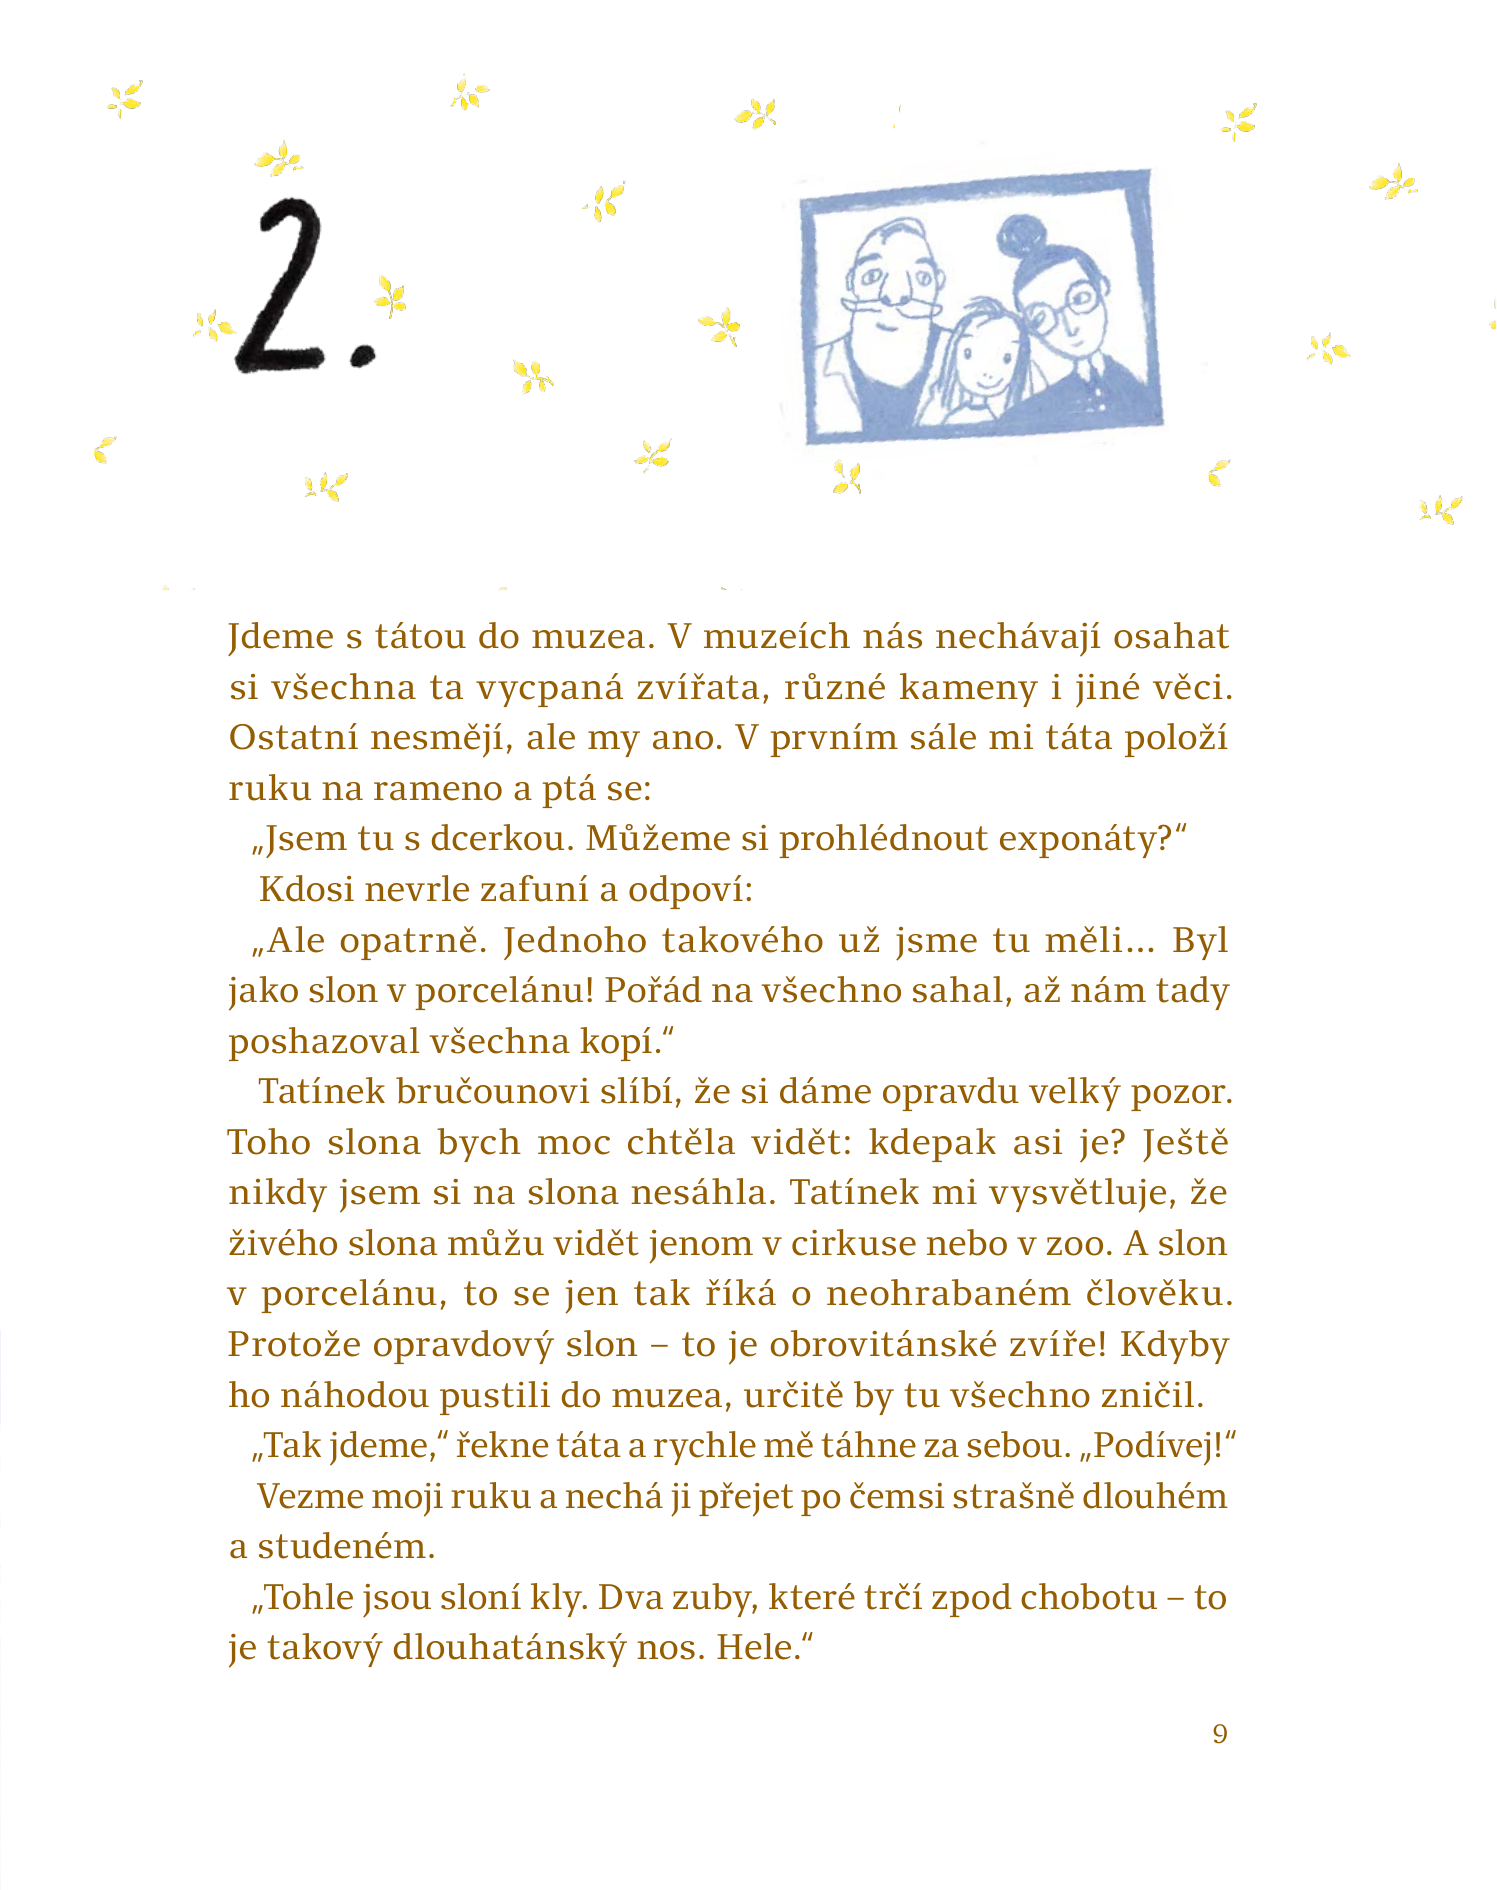 2.
Jdeme s tátou do muzea. V muzeích nás nechávají osahat
si všechna ta vycpaná zvířata, různé kameny i jiné věci.
Ostatní nesmějí, ale my ano. V prvním sále mi táta položí
ruku na rameno a ptá se:
„Jsem tu s dcerkou. Můžeme si prohlédnout exponáty?“
Kdosi nevrle zafuní a odpoví:
„Ale opatrně. Jednoho takového už jsme tu měli… Byl
jako slon v porcelánu! Pořád na všechno sahal, až nám tady
poshazoval všechna kopí.“
Tatínek bručounovi slíbí, že si dáme opravdu velký pozor.
Toho slona bych moc chtěla vidět: kdepak asi je? Ještě
nikdy jsem si na slona nesáhla. Tatínek mi vysvětluje, že
živého slona můžu vidět jenom v cirkuse nebo v zoo. A slon
v porcelánu, to se jen tak říká o neohrabaném člověku.
Protože opravdový slon – to je obrovitánské zvíře! Kdyby
ho náhodou pustili do muzea, určitě by tu všechno zničil.
„Tak jdeme,“ řekne táta a rychle mě táhne za sebou. „Podívej!“
Vezme moji ruku a nechá ji přejet po čemsi strašně dlouhém
a studeném.
„Tohle jsou sloní kly. Dva zuby, které trčí zpod chobotu – to
je takový dlouhatánský nos. Hele.“
9